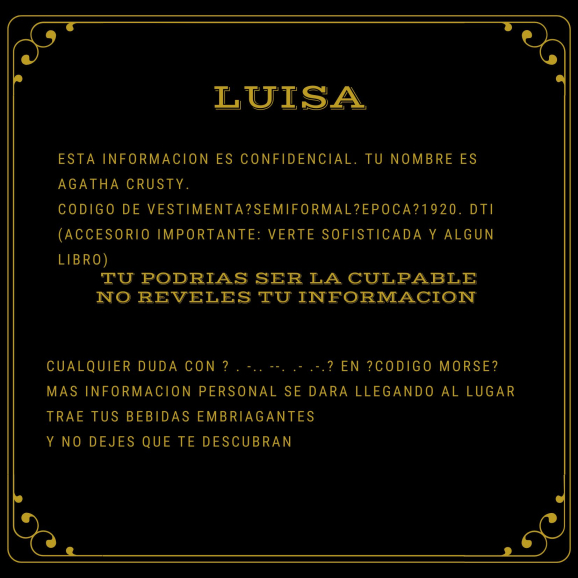 LUISA
ESTA INFORMACION ES CONFIDENCIAL. TU NOMBRE ES
AGATHA CRUSTY.
CODIGO DE VESTIMENTA?SEMIFORMAL?EPOCA?1920. DTI
(ACCESORIO IMPORTANTE: VERTE SOFISTICADA Y ALGUN
LIBRO)
TU PODRIAS SER LA CULPABLE
NO REVELES TU INFORMACION
CUALQUIER DUDA CON ? . -.. --. .- .-.? EN ?CODIGO MORSE?
MAS INFORMACION PERSONAL SE DARA LLEGANDO AL LUGAR
TRAE TUS BEBIDAS EMBRIAGANTES
Y NO DEJES QUE TE DESCUBRAN